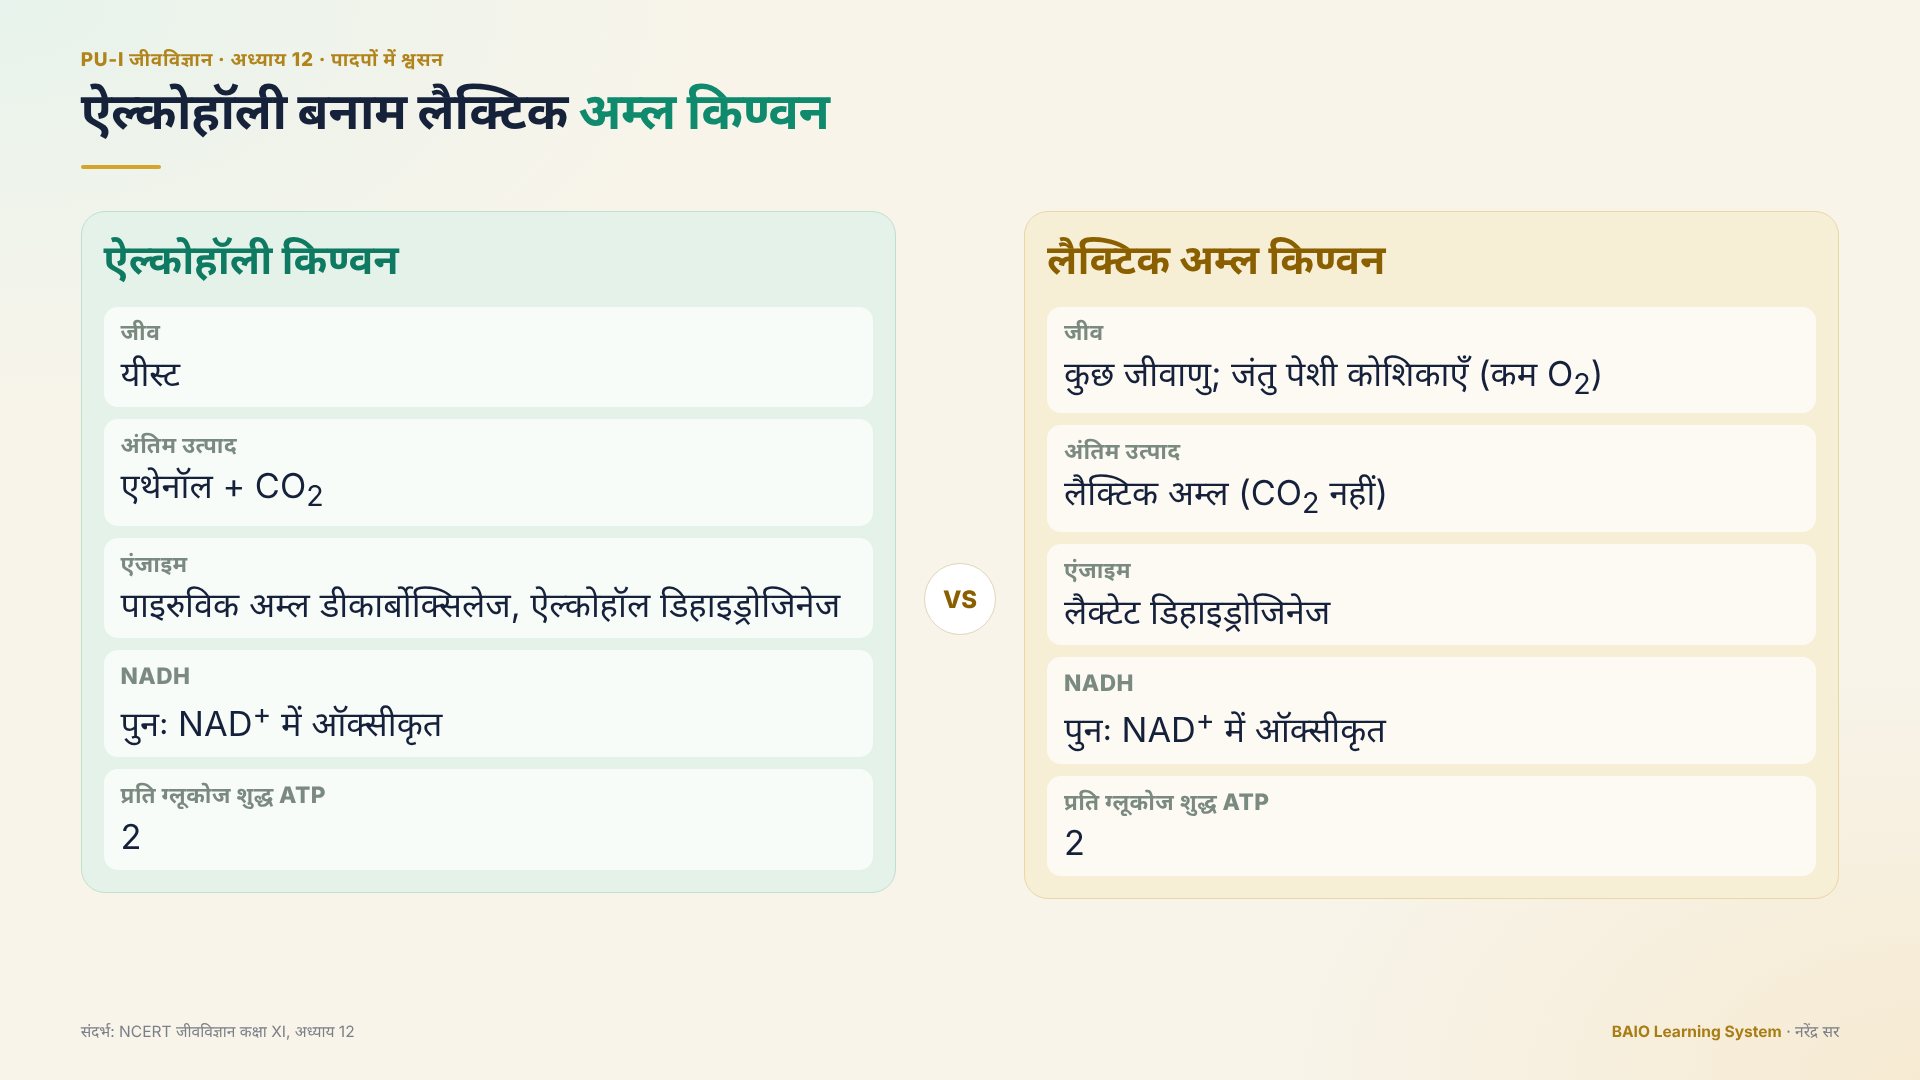 PU-I जीवविज्ञान · अध्याय 12 · पादपों में श्वसन
ऐल्कोहॉली बनाम लैक्टिक अम्ल किण्वन
ऐल्कोहॉली किण्वन
जीव
यीस्ट
अंतिम उत्पाद
एथेनॉल + CO₂
एंजाइम
पाइरुविक अम्ल डीकार्बोक्सिलेज, ऐल्कोहॉल डिहाइड्रोजिनेज
NADH
पुनः NAD⁺ में ऑक्सीकृत
प्रति ग्लूकोज शुद्ध ATP
2
VS
लैक्टिक अम्ल किण्वन
जीव
कुछ जीवाणु; जंतु पेशी कोशिकाएँ (कम O₂)
अंतिम उत्पाद
लैक्टिक अम्ल (CO₂ नहीं)
एंजाइम
लैक्टेट डिहाइड्रोजिनेज
NADH
पुनः NAD⁺ में ऑक्सीकृत
प्रति ग्लूकोज शुद्ध ATP
2
संदर्भ: NCERT जीवविज्ञान कक्षा XI, अध्याय 12
BAIO Learning System · नरेंद्र सर